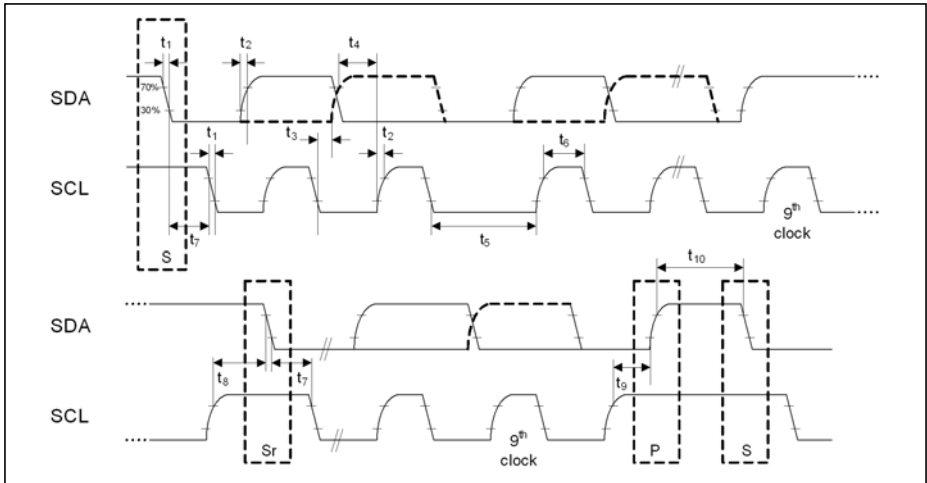 t1 t2 t4
SDA
70%
30%
t1 t3 t2 t6
SCL
t7 t5
S
9th
clock
t10
SDA
t8 t7 t9
SCL
Sr
9th
clock
P
S